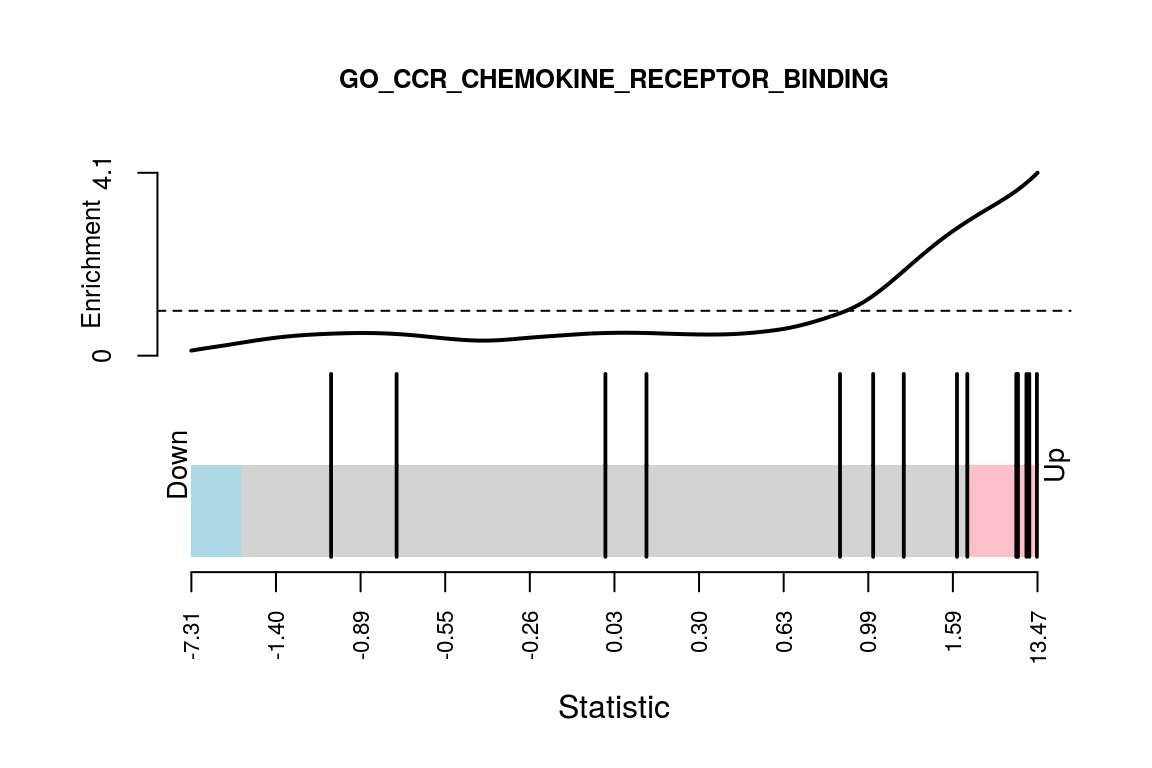 GO_CCR_CHEMOKINE_RECEPTOR_BINDING
4.1
Enrichment
0
Down
Up
-7.31
-1.40
-0.89
-0.55
-0.26
0.03
0.30
0.63
0.99
1.59
13.47
Statistic